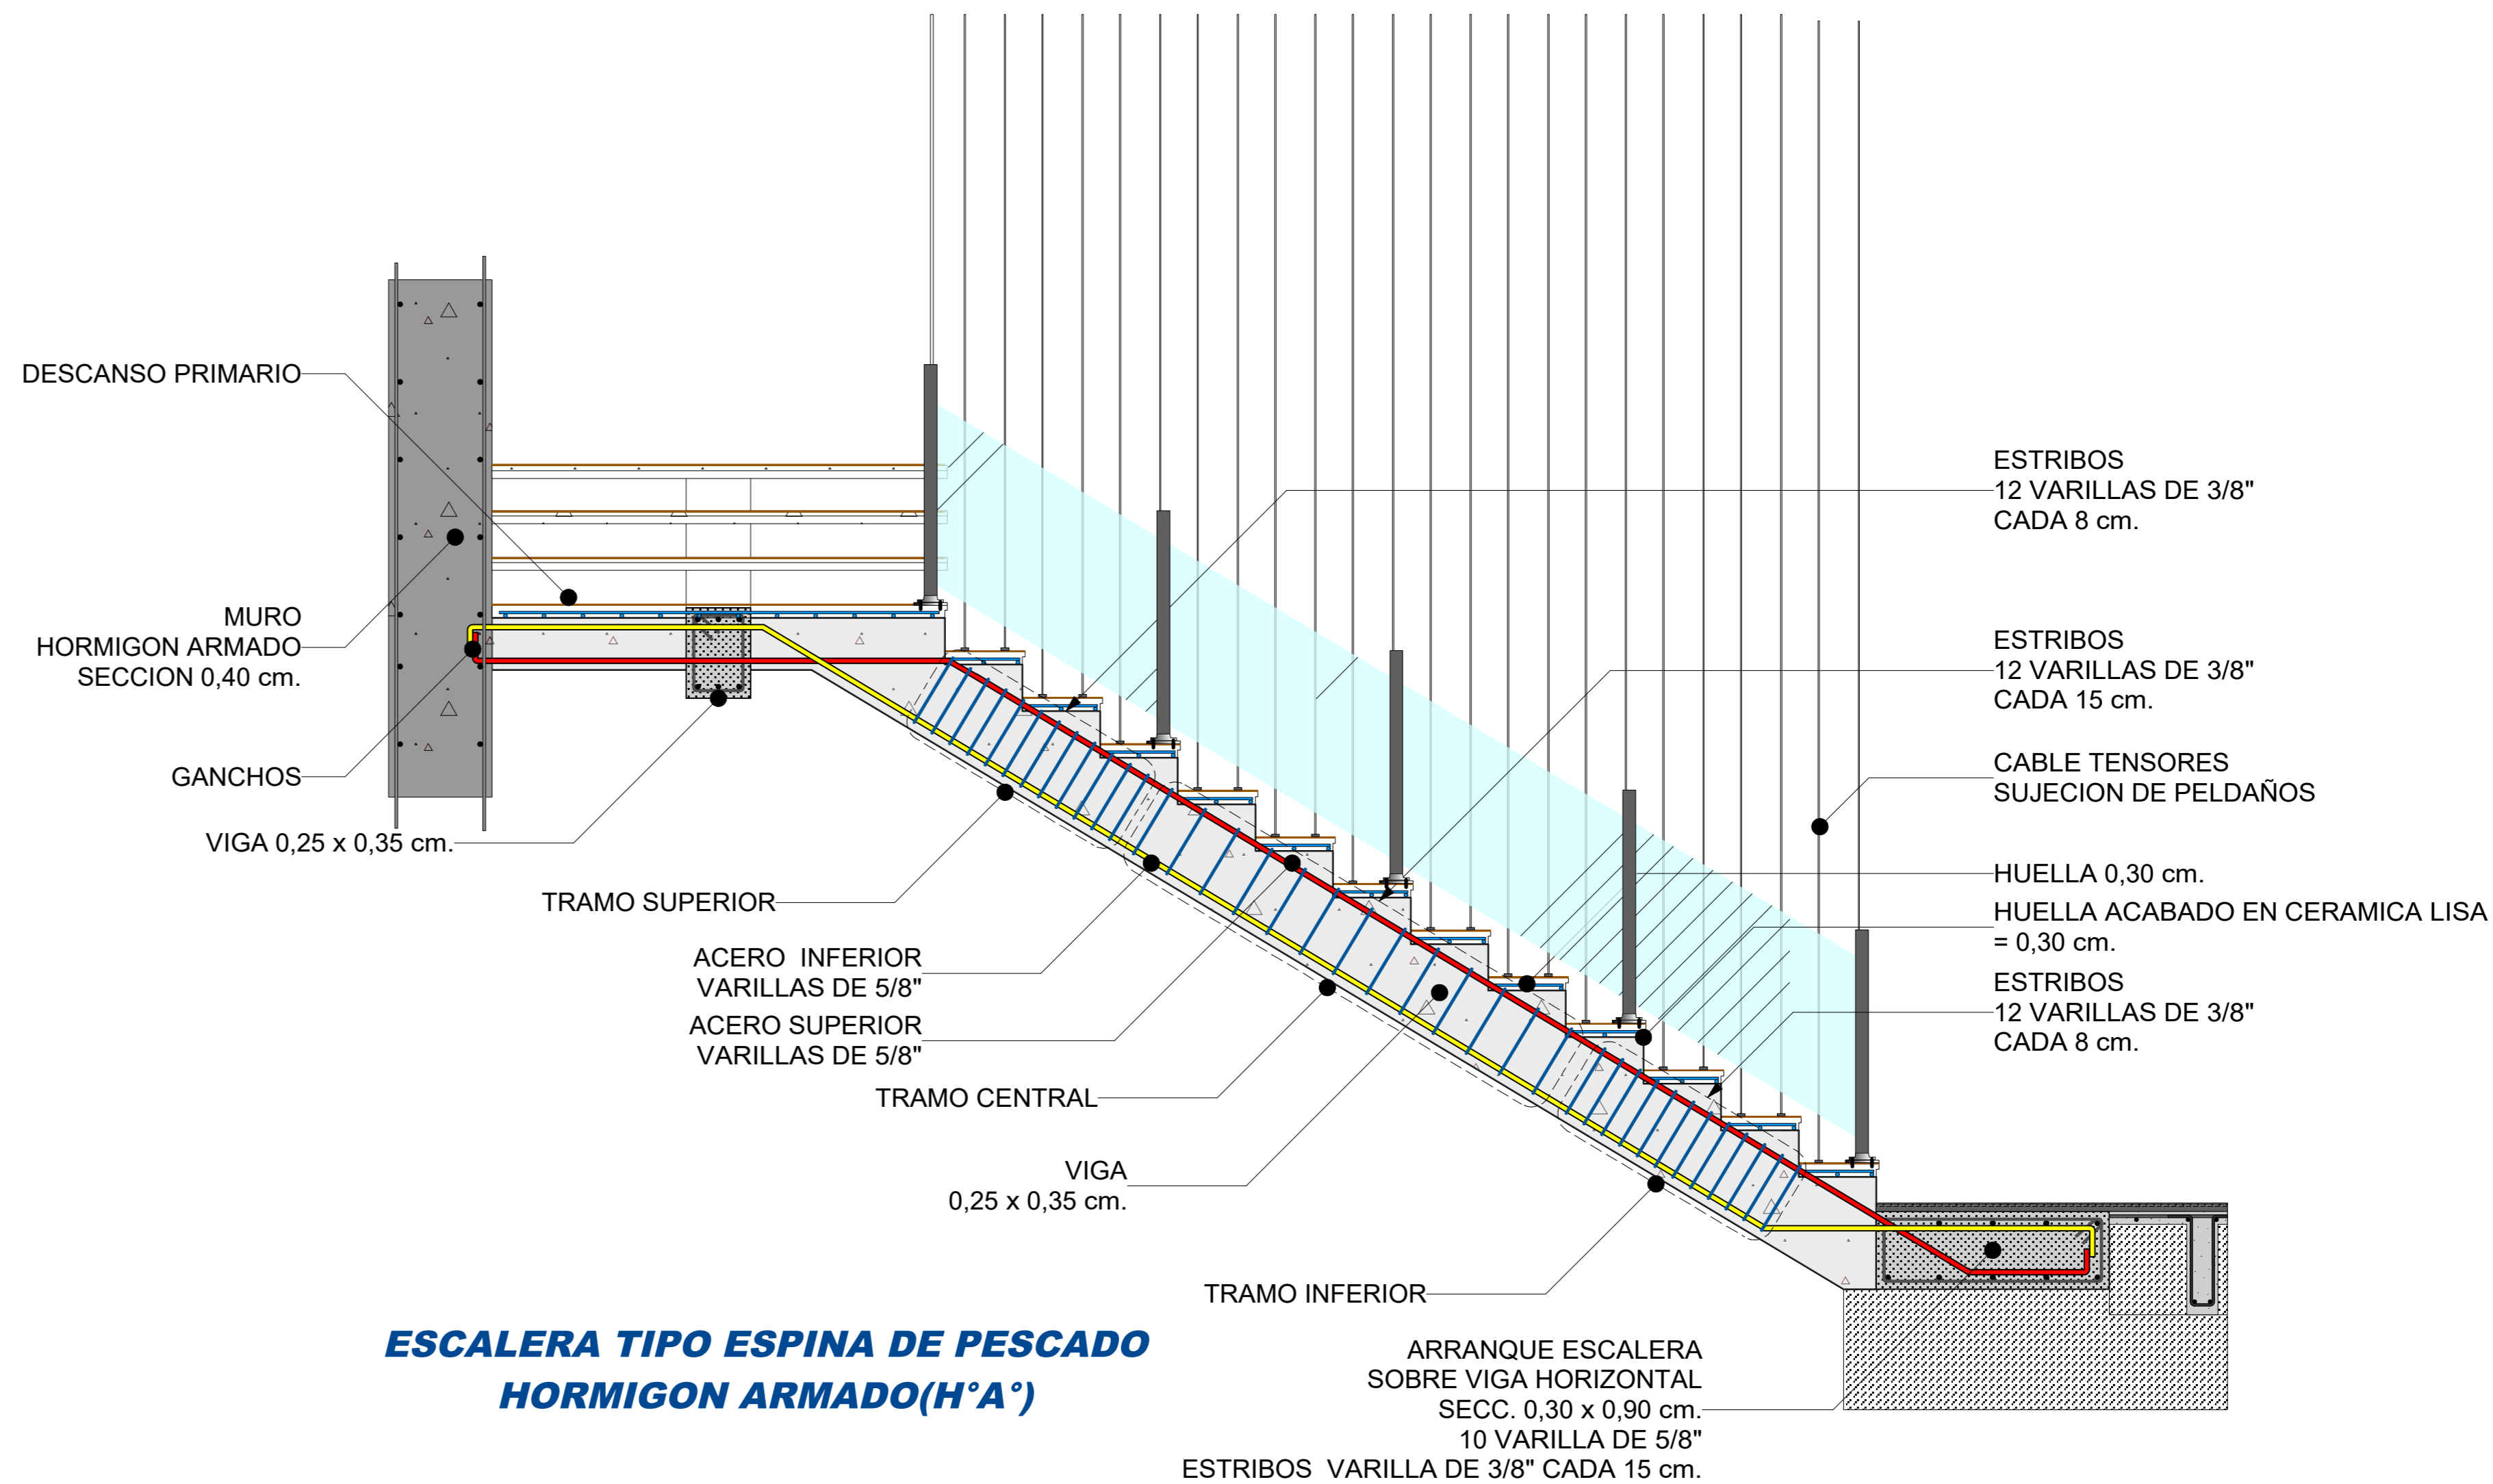 DESCANSO PRIMARIO
MURO
HORMIGON ARMADO
SECCION 0,40 cm.
GANCHOS
VIGA 0,25 x 0,35 cm.
TRAMO SUPERIOR
ACERO  INFERIOR
VARILLAS DE 5/8"
ACERO SUPERIOR
VARILLAS DE 5/8"
TRAMO CENTRAL
VIGA
0,25 x 0,35 cm.
TRAMO INFERIOR
ARRANQUE ESCALERA
SOBRE VIGA HORIZONTAL
SECC. 0,30 x 0,90 cm.
10 VARILLA DE 5/8"
ESTRIBOS  VARILLA DE 3/8" CADA 15 cm.
ESTRIBOS
12 VARILLAS DE 3/8"
CADA 8 cm.
ESTRIBOS
12 VARILLAS DE 3/8"
CADA 15 cm.
CABLE TENSORES
SUJECION DE PELDAÑOS
HUELLA 0,30 cm.
HUELLA ACABADO EN CERAMICA LISA
= 0,30 cm.
ESTRIBOS
12 VARILLAS DE 3/8"
CADA 8 cm.
ESCALERA TIPO ESPINA DE PESCADO
HORMIGON ARMADO(H°A°)